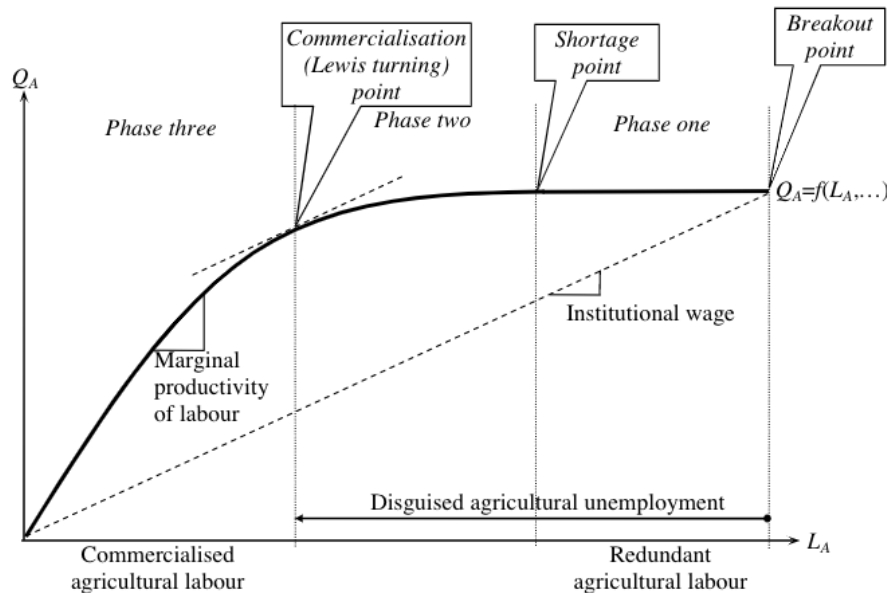 Commercialisation
(Lewis turning)
point
Shortage
point
Breakout
point
Q_A
Phase three
Phase two
Phase one
Q_A=f(L_A,…)
Institutional wage
Marginal
productivity
of labour
Disguised agricultural unemployment
L_A
Commercialised
agricultural labour
Redundant
agricultural labour